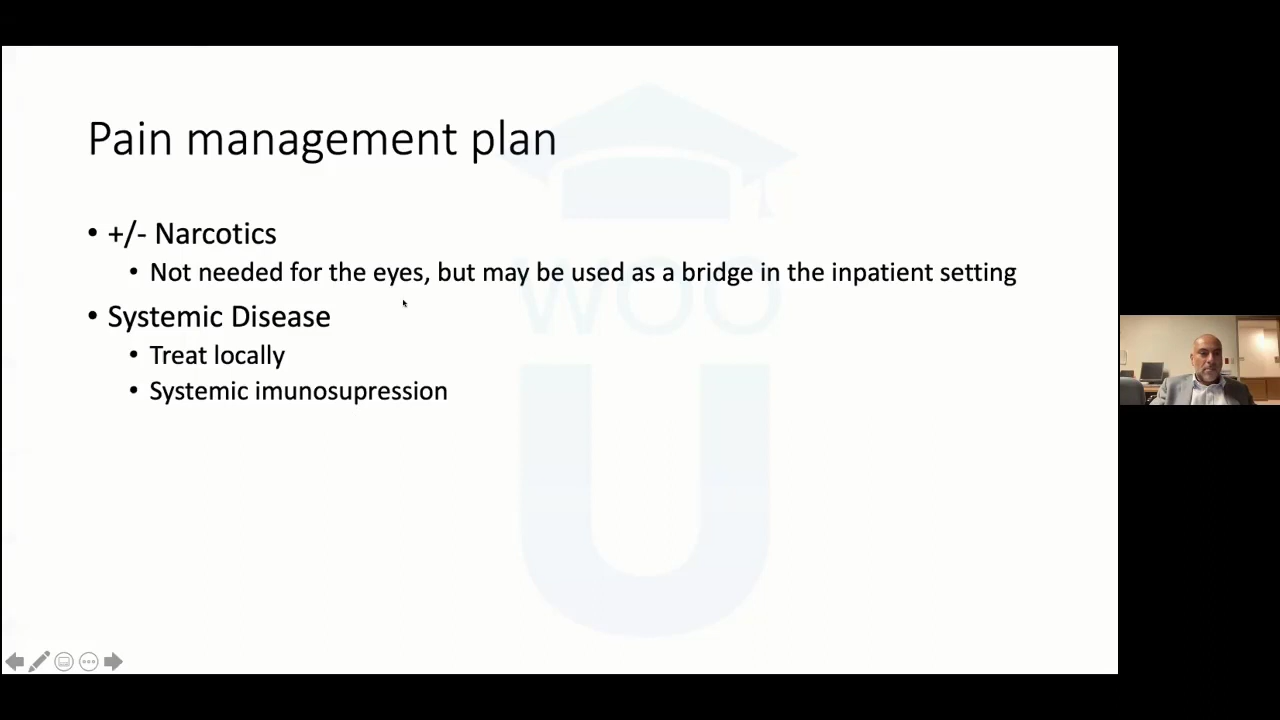 Pain management plan
• +/- Narcotics
• Not needed for the eyes, but may be used as a bridge in the inpatient setting
• Systemic Disease
• Treat locally
• Systemic imunosupression
WOO
U